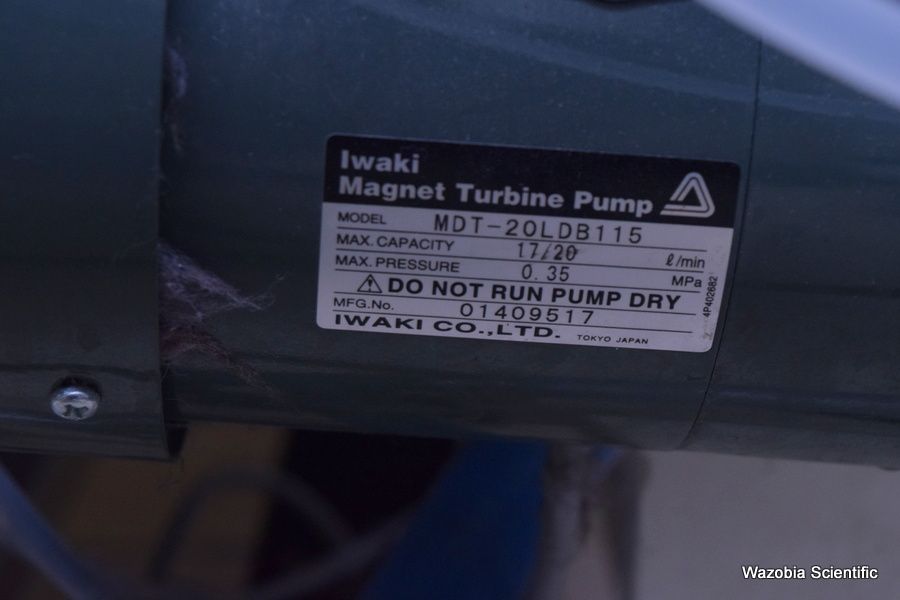 Iwaki
Magnet Turbine Pump
MODEL MDT-20LDB115
MAX. CAPACITY 17/20 ℓ/min
MAX. PRESSURE 0.35 MPa
DO NOT RUN PUMP DRY
MFG.No. 01409517
IWAKI CO.,LTD. TOKYO JAPAN
4P402682
Wazobia Scientific